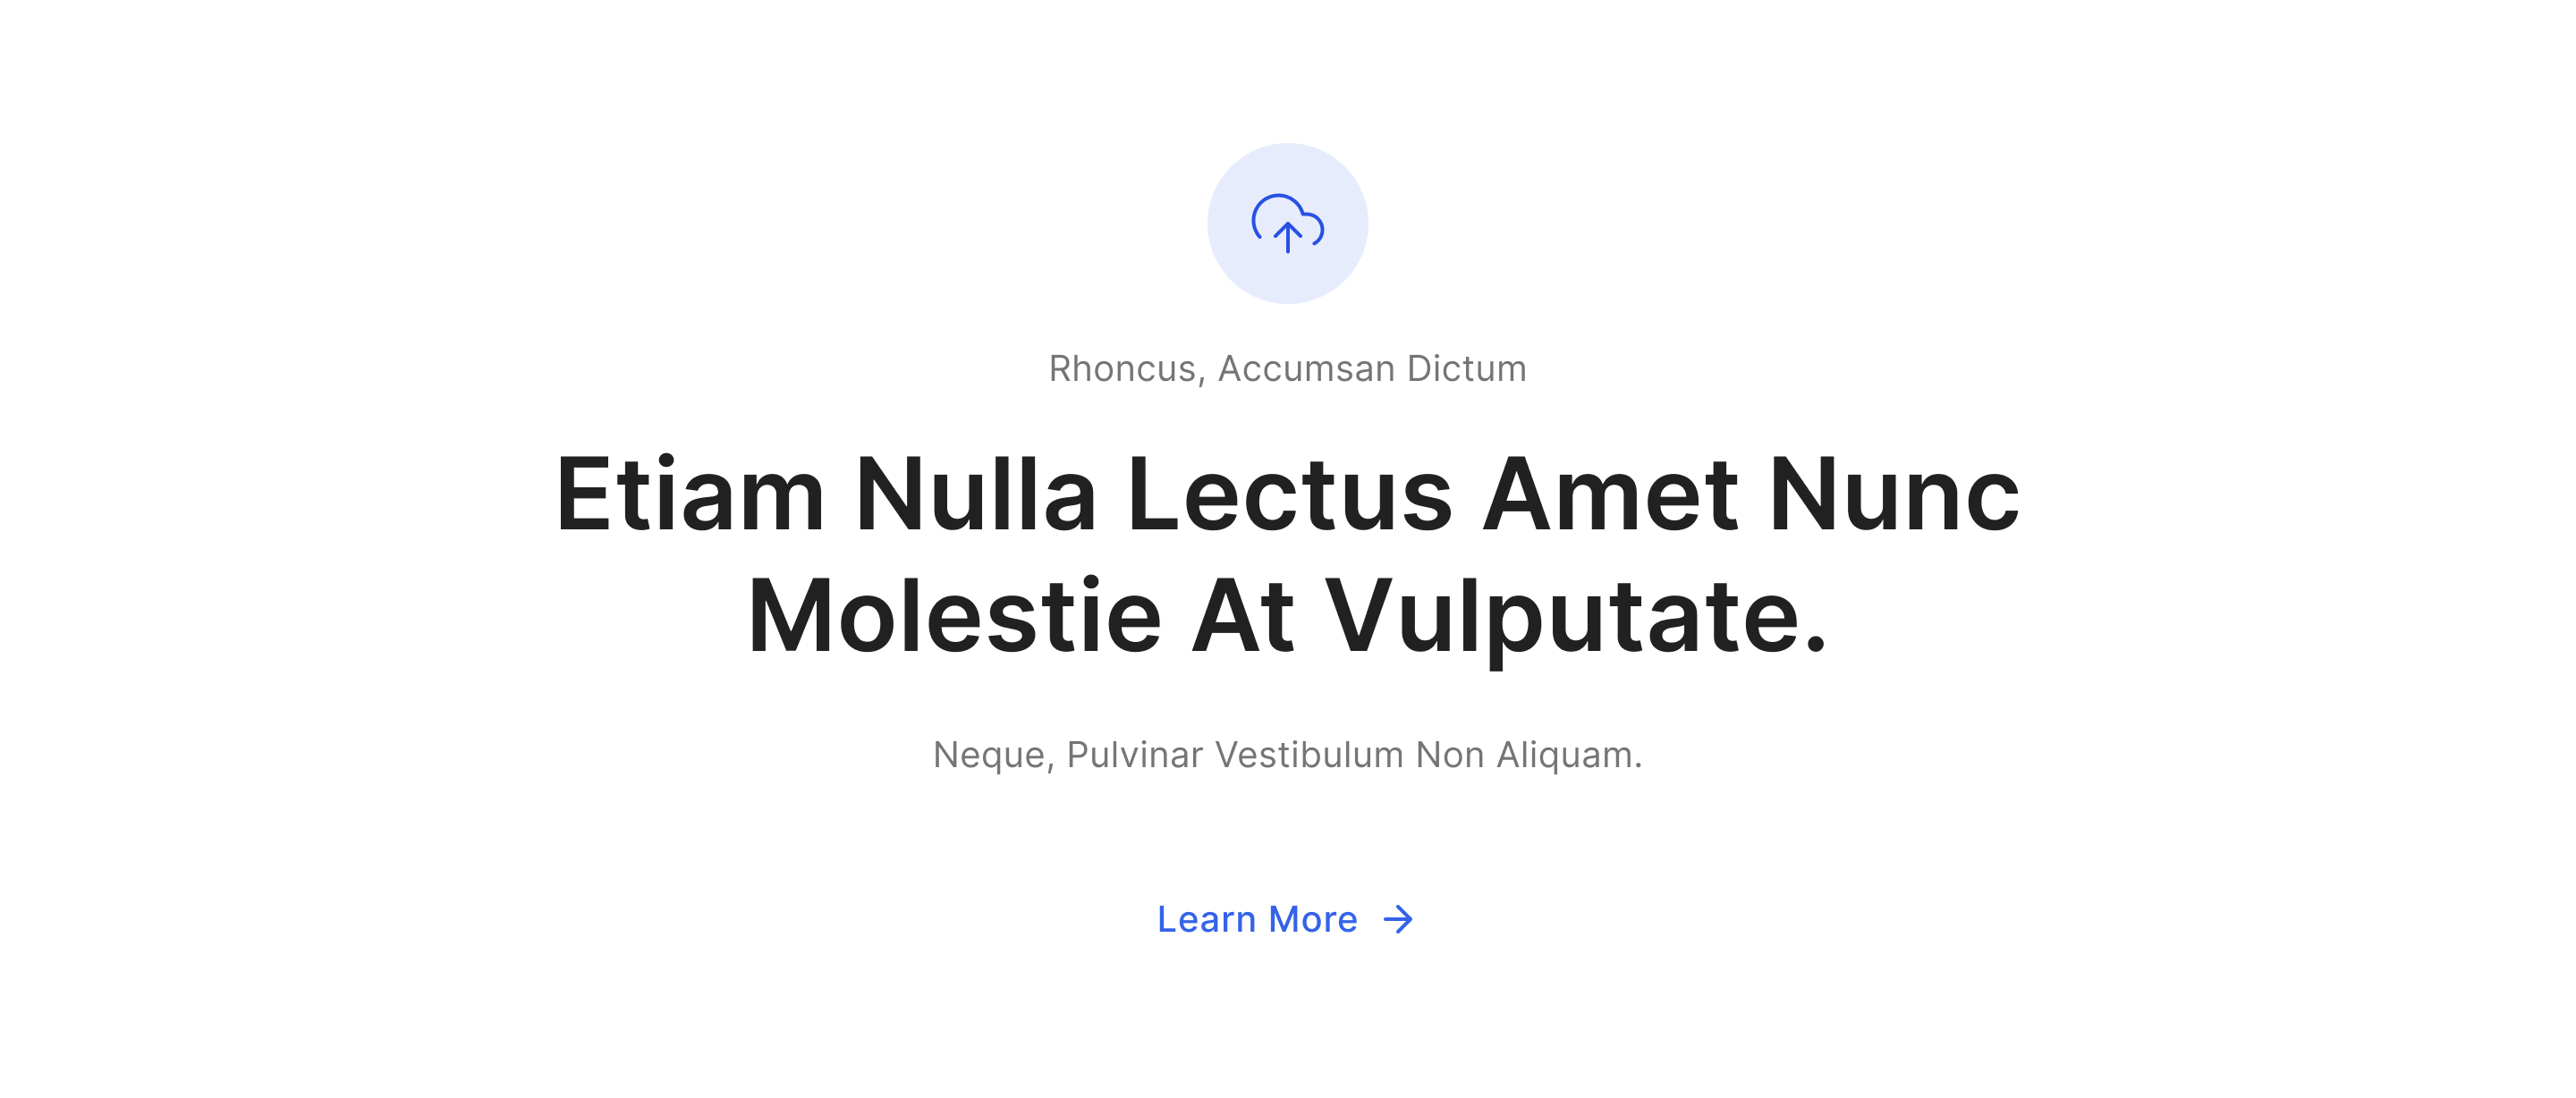 Rhoncus, Accumsan Dictum
Etiam Nulla Lectus Amet Nunc
Molestie At Vulputate.
Neque, Pulvinar Vestibulum Non Aliquam.
Learn More